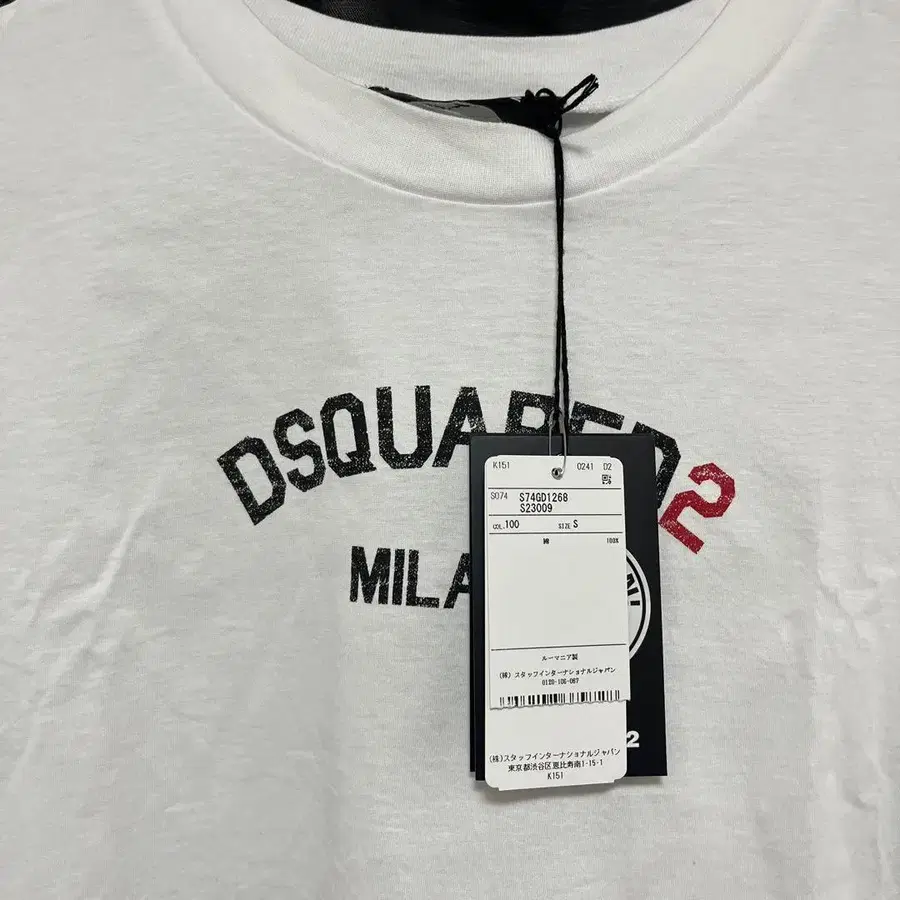 DSQUARED2
MILA
K151 0241 D2
S074 S74GD1268
S23009
COL.100 SIZE S
綿 100%
ルーマニア製
(株)スタッフインターナショナルジャパン
0120-106-067
(株)スタッフインターナショナルジャパン
東京都渋谷区恵比寿南1-15-1
K151
2